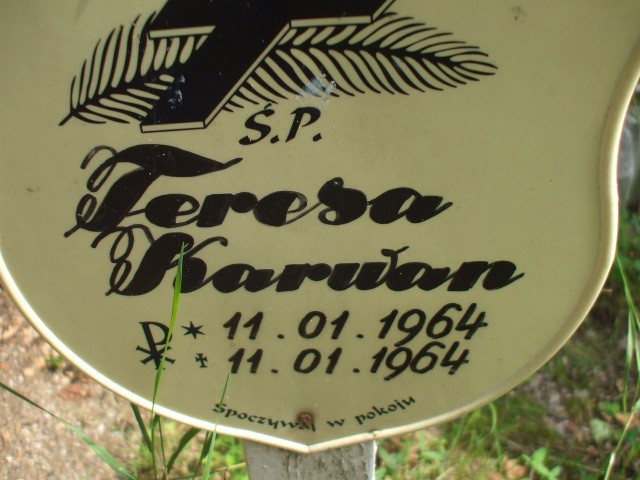 Ś.P.
Teresa
Karwan
* 11.01.1964
+ 11.01.1964
Spoczywaj w pokoju